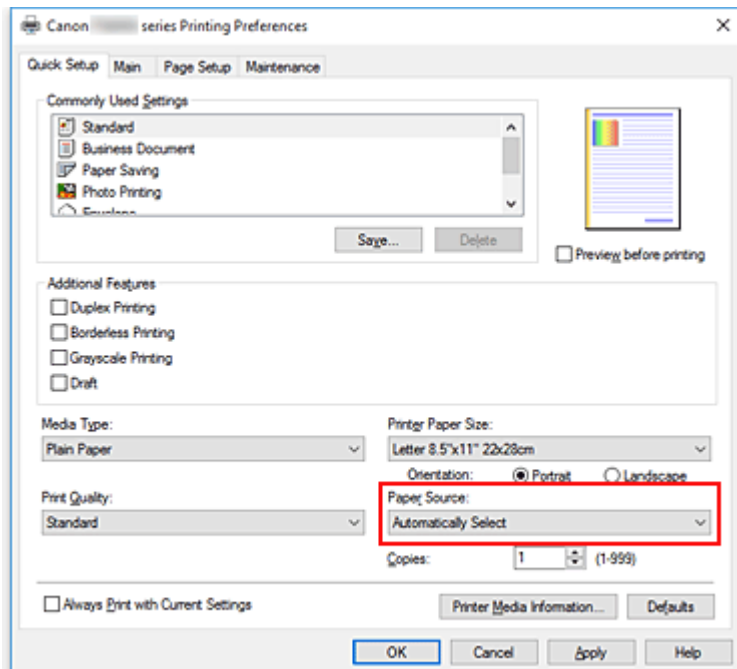 Canon series Printing Preferences
Quick Setup Main Page Setup Maintenance
Commonly Used Settings
Standard
Business Document
Paper Saving
Photo Printing
Envelope
Save... Delete
Preview before printing
Additional Features
Duplex Printing
Borderless Printing
Grayscale Printing
Draft
Media Type: Printer Paper Size:
Plain Paper Letter 8.5"x11" 22x28cm
Orientation: Portrait Landscape
Print Quality: Paper Source:
Standard Automatically Select
Copies: 1 (1-999)
Always Print with Current Settings Printer Media Information... Defaults
OK Cancel Apply Help